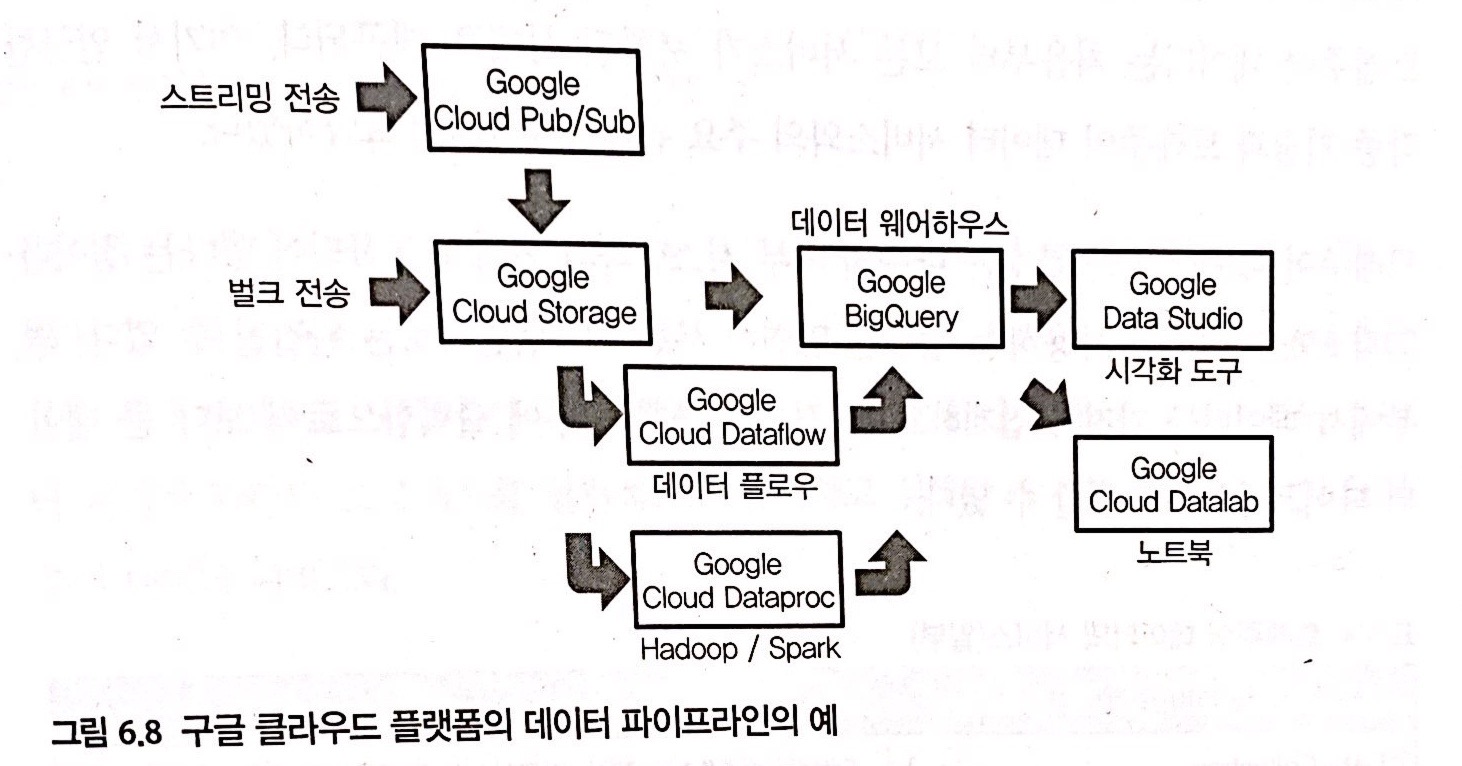 스트리밍 전송
Google
Cloud Pub/Sub
벌크 전송
Google
Cloud Storage
데이터 웨어하우스
Google
BigQuery
Google
Data Studio
시각화 도구
Google
Cloud Dataflow
데이터 플로우
Google
Cloud Datalab
노트북
Google
Cloud Dataproc
Hadoop / Spark
그림 6.8 구글 클라우드 플랫폼의 데이터 파이프라인의 예